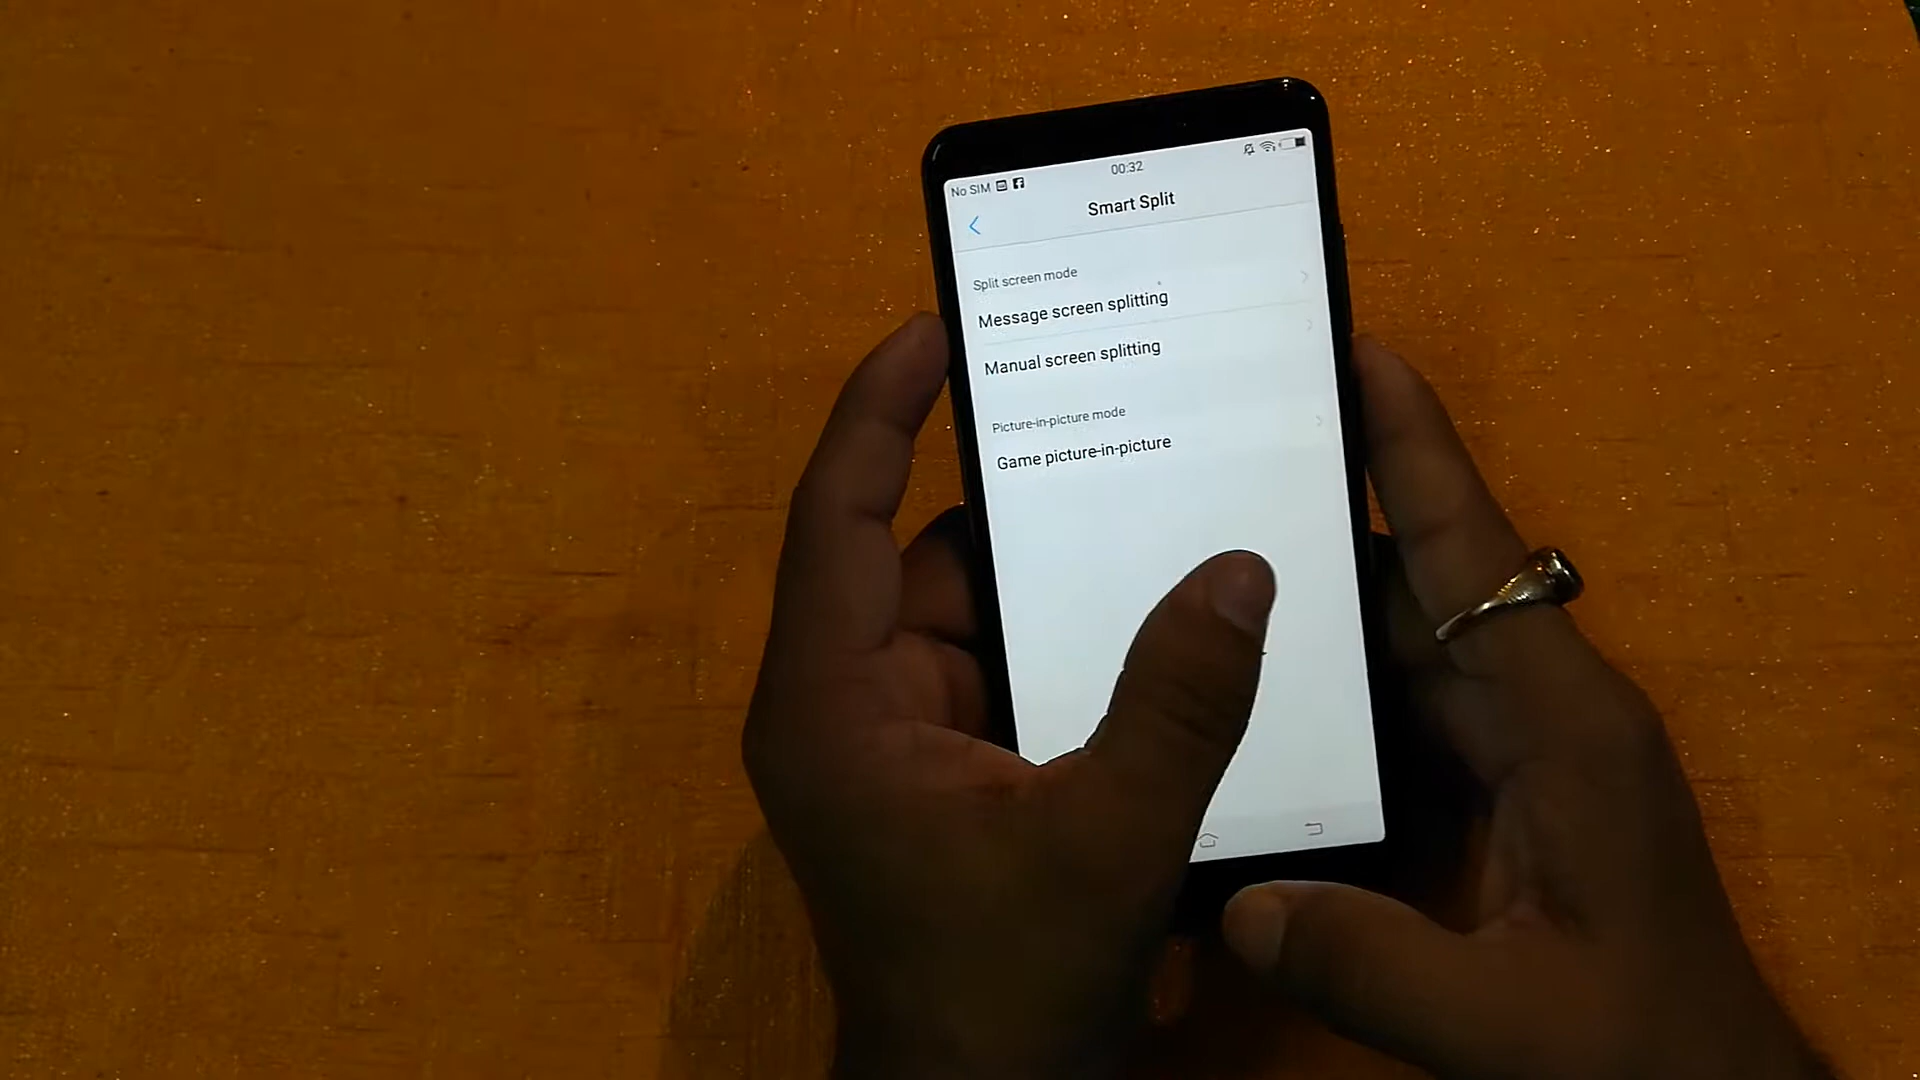 No SIM
00:32
Smart Split
Split screen mode
Message screen splitting
Manual screen splitting
Picture-in-picture mode
Game picture-in-picture